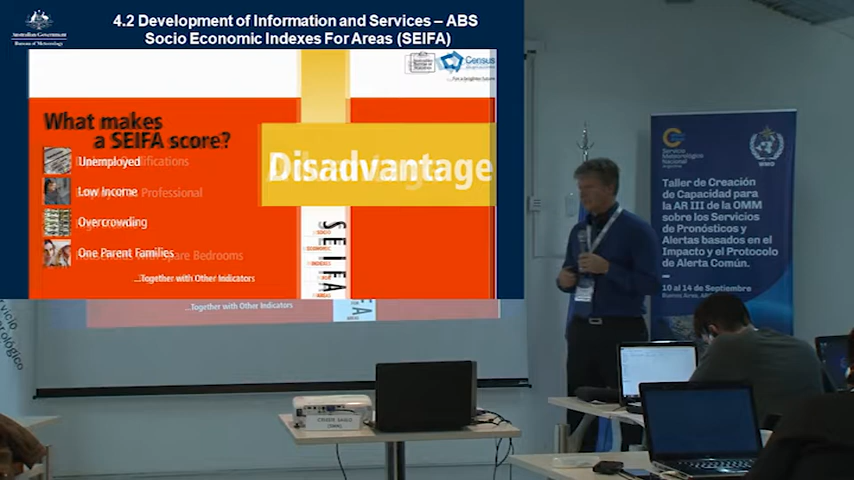 Australian Government
Bureau of Meteorology
4.2 Development of Information and Services – ABS
Socio Economic Indexes For Areas (SEIFA)
Census
What makes
a SEIFA score?
Unemployed
Low Income
Overcrowding
One Parent Families
...Together with Other Indicators
Disadvantage
SEIFA
...Together with Other Indicators
Servicio
Meteorológico
Nacional
Argentina
WMO
Taller de Creación
de Capacidad para
la AR III de la OMM
sobre los Servicios
de Pronósticos y
Alertas basados en el
Impacto y el Protocolo
de Alerta Común.
10 al 14 de Septiembre
Buenos Aires,